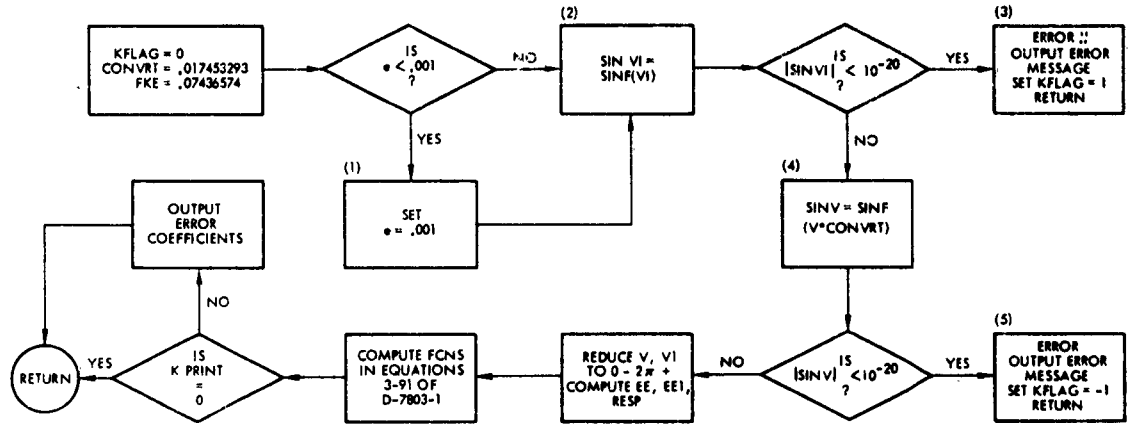 KFLAG = 0
CONVRT = .017453293
FKE = .07436574
IS
e < .001
?
NO
YES
(1)
SET
e = .001
(2)
SIN VI =
SINF(VI)
IS
|SINVI| < 10-20
?
YES
(3)
ERROR !!
OUTPUT ERROR
MESSAGE
SET KFLAG = 1
RETURN
NO
(4)
SINV = SINF
(V*CONVRT)
IS
|SINV| < 10-20
?
YES
(5)
ERROR
OUTPUT ERROR
MESSAGE
SET KFLAG = -1
RETURN
NO
REDUCE V, VI
TO 0 - 2π +
COMPUTE EE, EE1,
RESP
COMPUTE FCNS
IN EQUATIONS
3-91 OF
D-7803-1
IS
K PRINT
=
0
NO
OUTPUT
ERROR
COEFFICIENTS
YES
RETURN